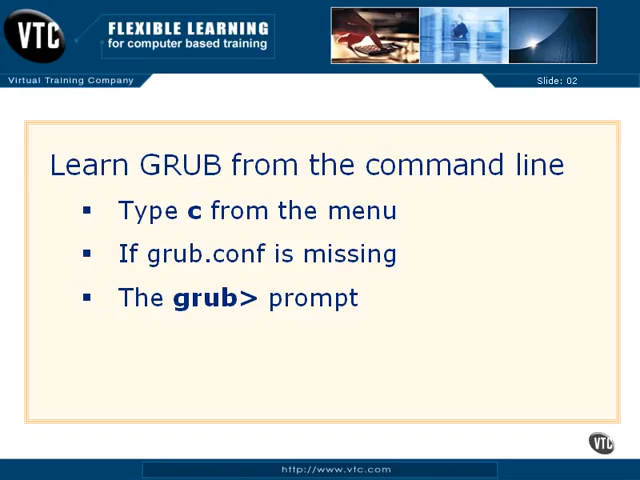 VTC
FLEXIBLE LEARNING
for computer based training
Virtual Training Company
Slide: 02
Learn GRUB from the command line
▪ Type c from the menu
▪ If grub.conf is missing
▪ The grub> prompt
VTC
http://www.vtc.com